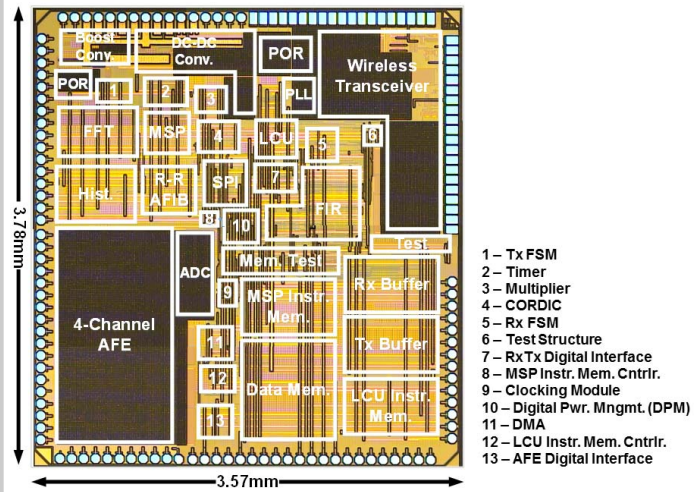 Boost
Conv.
DC-DC
Conv.
POR
Wireless
Transceiver
POR
1
2
3
PLL
FFT
MSP
4
LCU
5
6
Hist.
R-R
AFIB
SPI
7
FIR
8
10
Test
ADC
Mem. Test
Rx Buffer
9
MSP Instr.
Mem.
4-Channel
AFE
11
Tx Buffer
12
Data Mem.
LCU Instr.
Mem.
13
3.78mm
3.57mm
1 – Tx FSM
2 – Timer
3 – Multiplier
4 – CORDIC
5 – Rx FSM
6 – Test Structure
7 – RxTx Digital Interface
8 – MSP Instr. Mem. Cntrlr.
9 – Clocking Module
10 – Digital Pwr. Mngmt. (DPM)
11 – DMA
12 – LCU Instr. Mem. Cntrlr.
13 – AFE Digital Interface